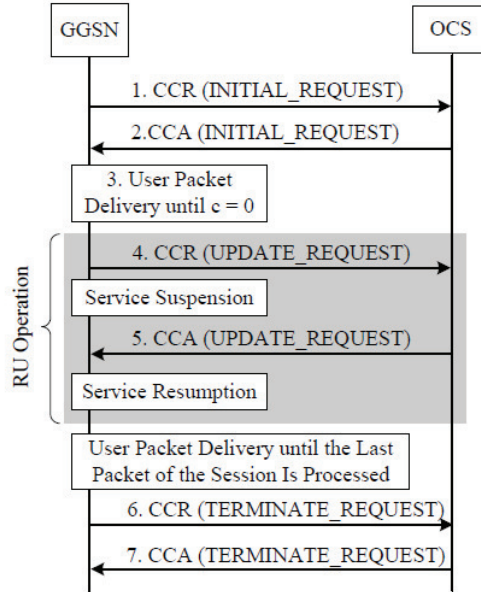 GGSN
OCS
1. CCR (INITIAL_REQUEST)
2.CCA (INITIAL_REQUEST)
3. User Packet
Delivery until c = 0
4. CCR (UPDATE_REQUEST)
Service Suspension
5. CCA (UPDATE_REQUEST)
RU Operation
Service Resumption
User Packet Delivery until the Last
Packet of the Session Is Processed
6. CCR (TERMINATE_REQUEST)
7. CCA (TERMINATE_REQUEST)